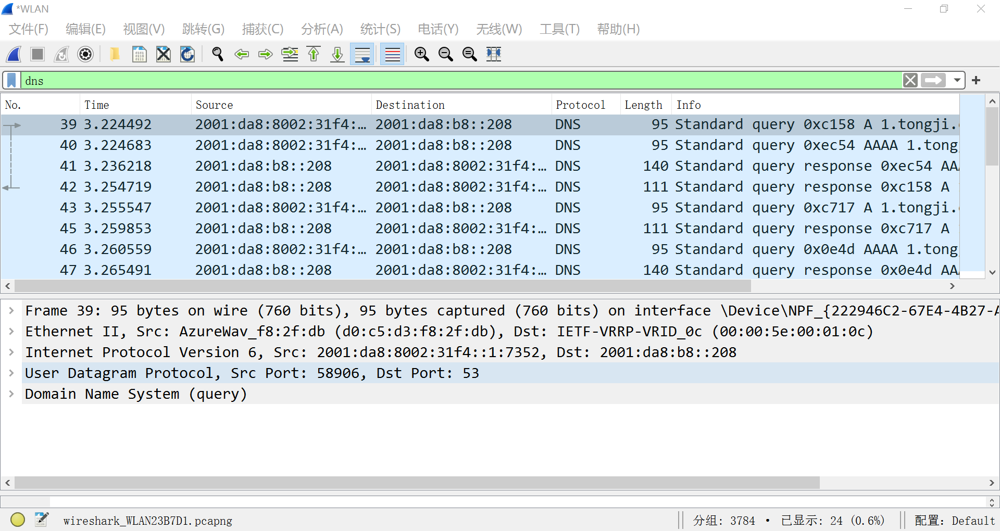 *WLAN
文件(F) 编辑(E) 视图(V) 跳转(G) 捕获(C) 分析(A) 统计(S) 电话(Y) 无线(W) 工具(T) 帮助(H)
dns
No. Time Source Destination Protocol Length Info
39 3.224492 2001:da8:8002:31f4:… 2001:da8:b8::208 DNS 95 Standard query 0xc158 A 1.tongji.
40 3.224683 2001:da8:8002:31f4:… 2001:da8:b8::208 DNS 95 Standard query 0xec54 AAAA 1.tong
41 3.236218 2001:da8:b8::208 2001:da8:8002:31f4:… DNS 140 Standard query response 0xec54 AA
42 3.254719 2001:da8:b8::208 2001:da8:8002:31f4:… DNS 111 Standard query response 0xc158 A
43 3.255547 2001:da8:8002:31f4:… 2001:da8:b8::208 DNS 95 Standard query 0xc717 A 1.tongji.
45 3.259853 2001:da8:b8::208 2001:da8:8002:31f4:… DNS 111 Standard query response 0xc717 A
46 3.260559 2001:da8:8002:31f4:… 2001:da8:b8::208 DNS 95 Standard query 0x0e4d AAAA 1.tong
47 3.265491 2001:da8:b8::208 2001:da8:8002:31f4:… DNS 140 Standard query response 0x0e4d AA
Frame 39: 95 bytes on wire (760 bits), 95 bytes captured (760 bits) on interface \Device\NPF_{222946C2-67E4-4B27-A
Ethernet II, Src: AzureWav_f8:2f:db (d0:c5:d3:f8:2f:db), Dst: IETF-VRRP-VRID_0c (00:00:5e:00:01:0c)
Internet Protocol Version 6, Src: 2001:da8:8002:31f4::1:7352, Dst: 2001:da8:b8::208
User Datagram Protocol, Src Port: 58906, Dst Port: 53
Domain Name System (query)
wireshark_WLAN23B7D1.pcapng 分组: 3784 · 已显示: 24 (0.6%) 配置: Default